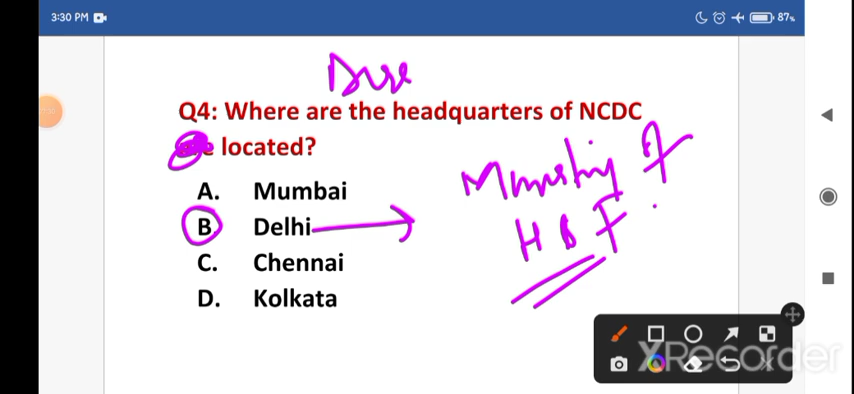 3:30 PM
87%
Q4: Where are the headquarters of NCDC
located?
A. Mumbai
B. Delhi
C. Chennai
D. Kolkata
H & F
XRecorder